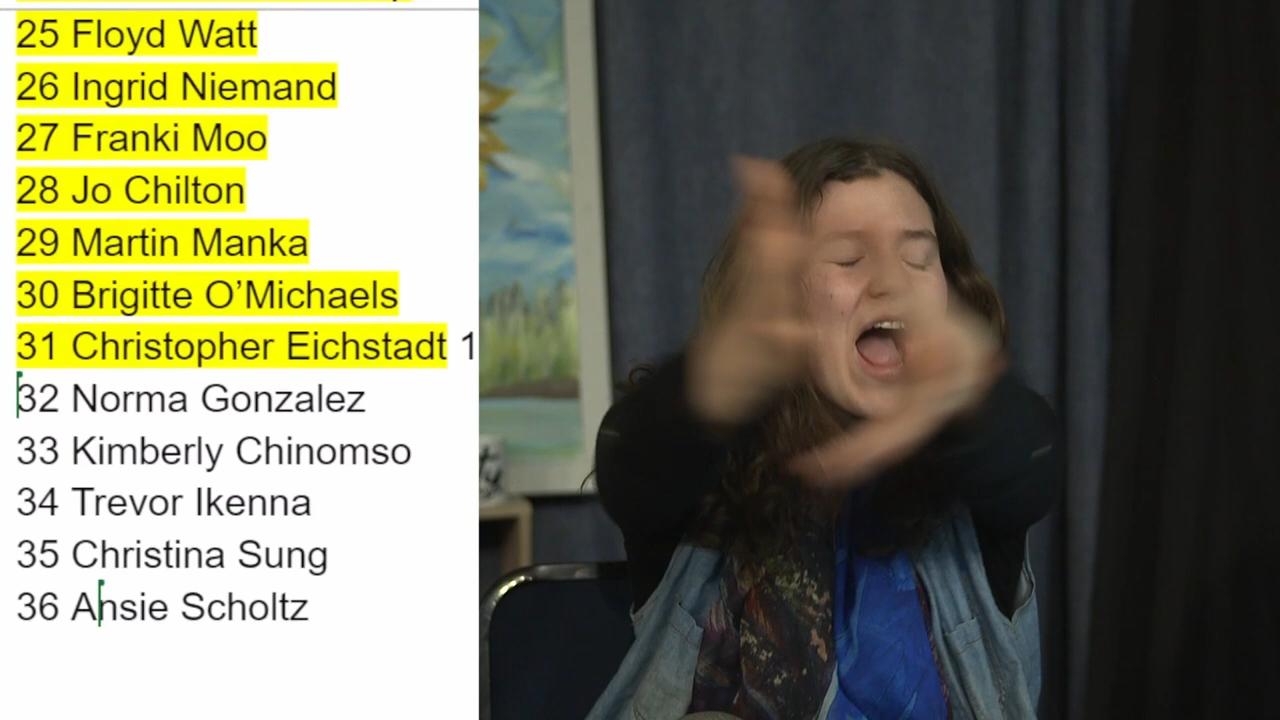 25 Floyd Watt
26 Ingrid Niemand
27 Franki Moo
28 Jo Chilton
29 Martin Manka
30 Brigitte O’Michaels
31 Christopher Eichstadt 1
32 Norma Gonzalez
33 Kimberly Chinomso
34 Trevor Ikenna
35 Christina Sung
36 Ansie Scholtz